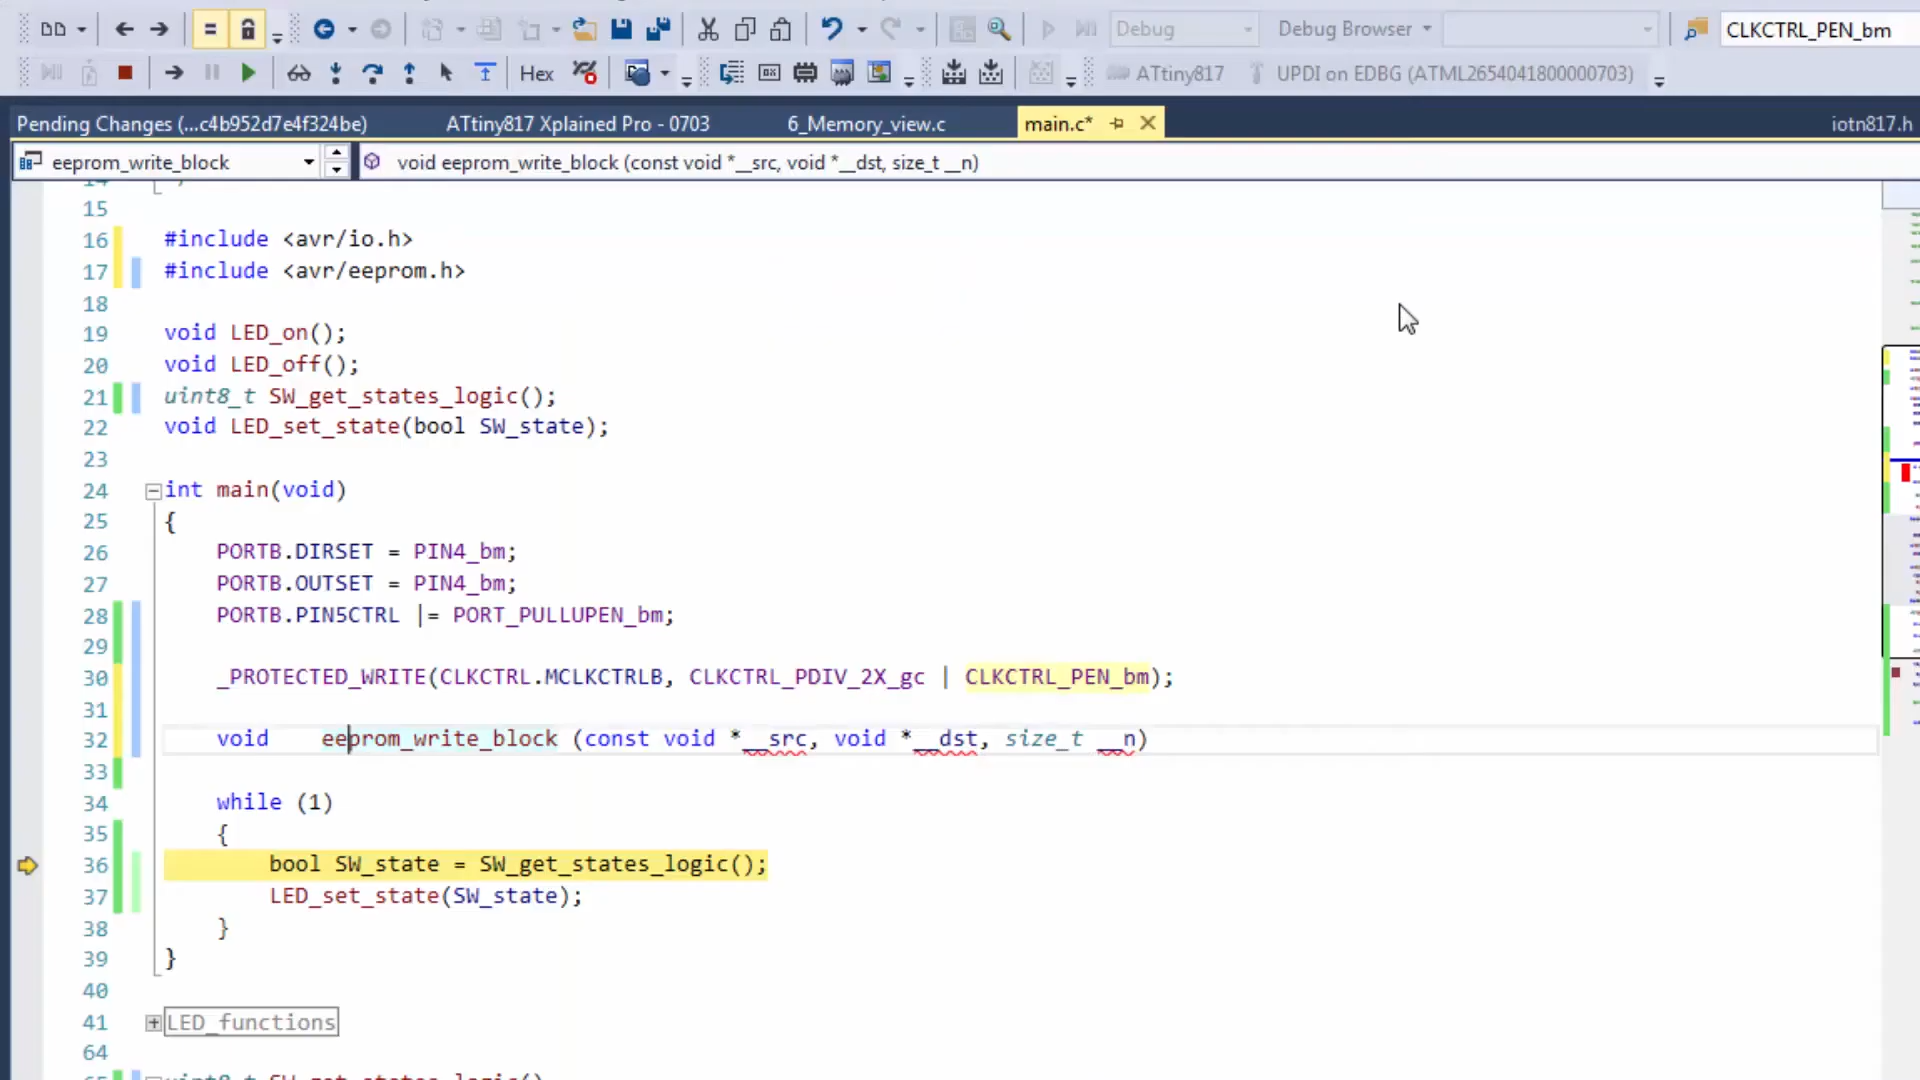 Debug Debug Browser CLKCTRL_PEN_bm
Hex ATtiny817 UPDI on EDBG (ATML2654041800000703)
Pending Changes (...c4b952d7e4f324be) ATtiny817 Xplained Pro - 0703 6_Memory_view.c main.c* iotn817.h
eeprom_write_block void eeprom_write_block (const void *__src, void *__dst, size_t __n)
15
16 #include <avr/io.h>
17 #include <avr/eeprom.h>
18
19 void LED_on();
20 void LED_off();
21 uint8_t SW_get_states_logic();
22 void LED_set_state(bool SW_state);
23
24 int main(void)
25 {
26 PORTB.DIRSET = PIN4_bm;
27 PORTB.OUTSET = PIN4_bm;
28 PORTB.PIN5CTRL |= PORT_PULLUPEN_bm;
29
30 _PROTECTED_WRITE(CLKCTRL.MCLKCTRLB, CLKCTRL_PDIV_2X_gc | CLKCTRL_PEN_bm);
31
32 void eeprom_write_block (const void *__src, void *__dst, size_t __n)
33
34 while (1)
35 {
36 bool SW_state = SW_get_states_logic();
37 LED_set_state(SW_state);
38 }
39 }
40
41 LED_functions
64